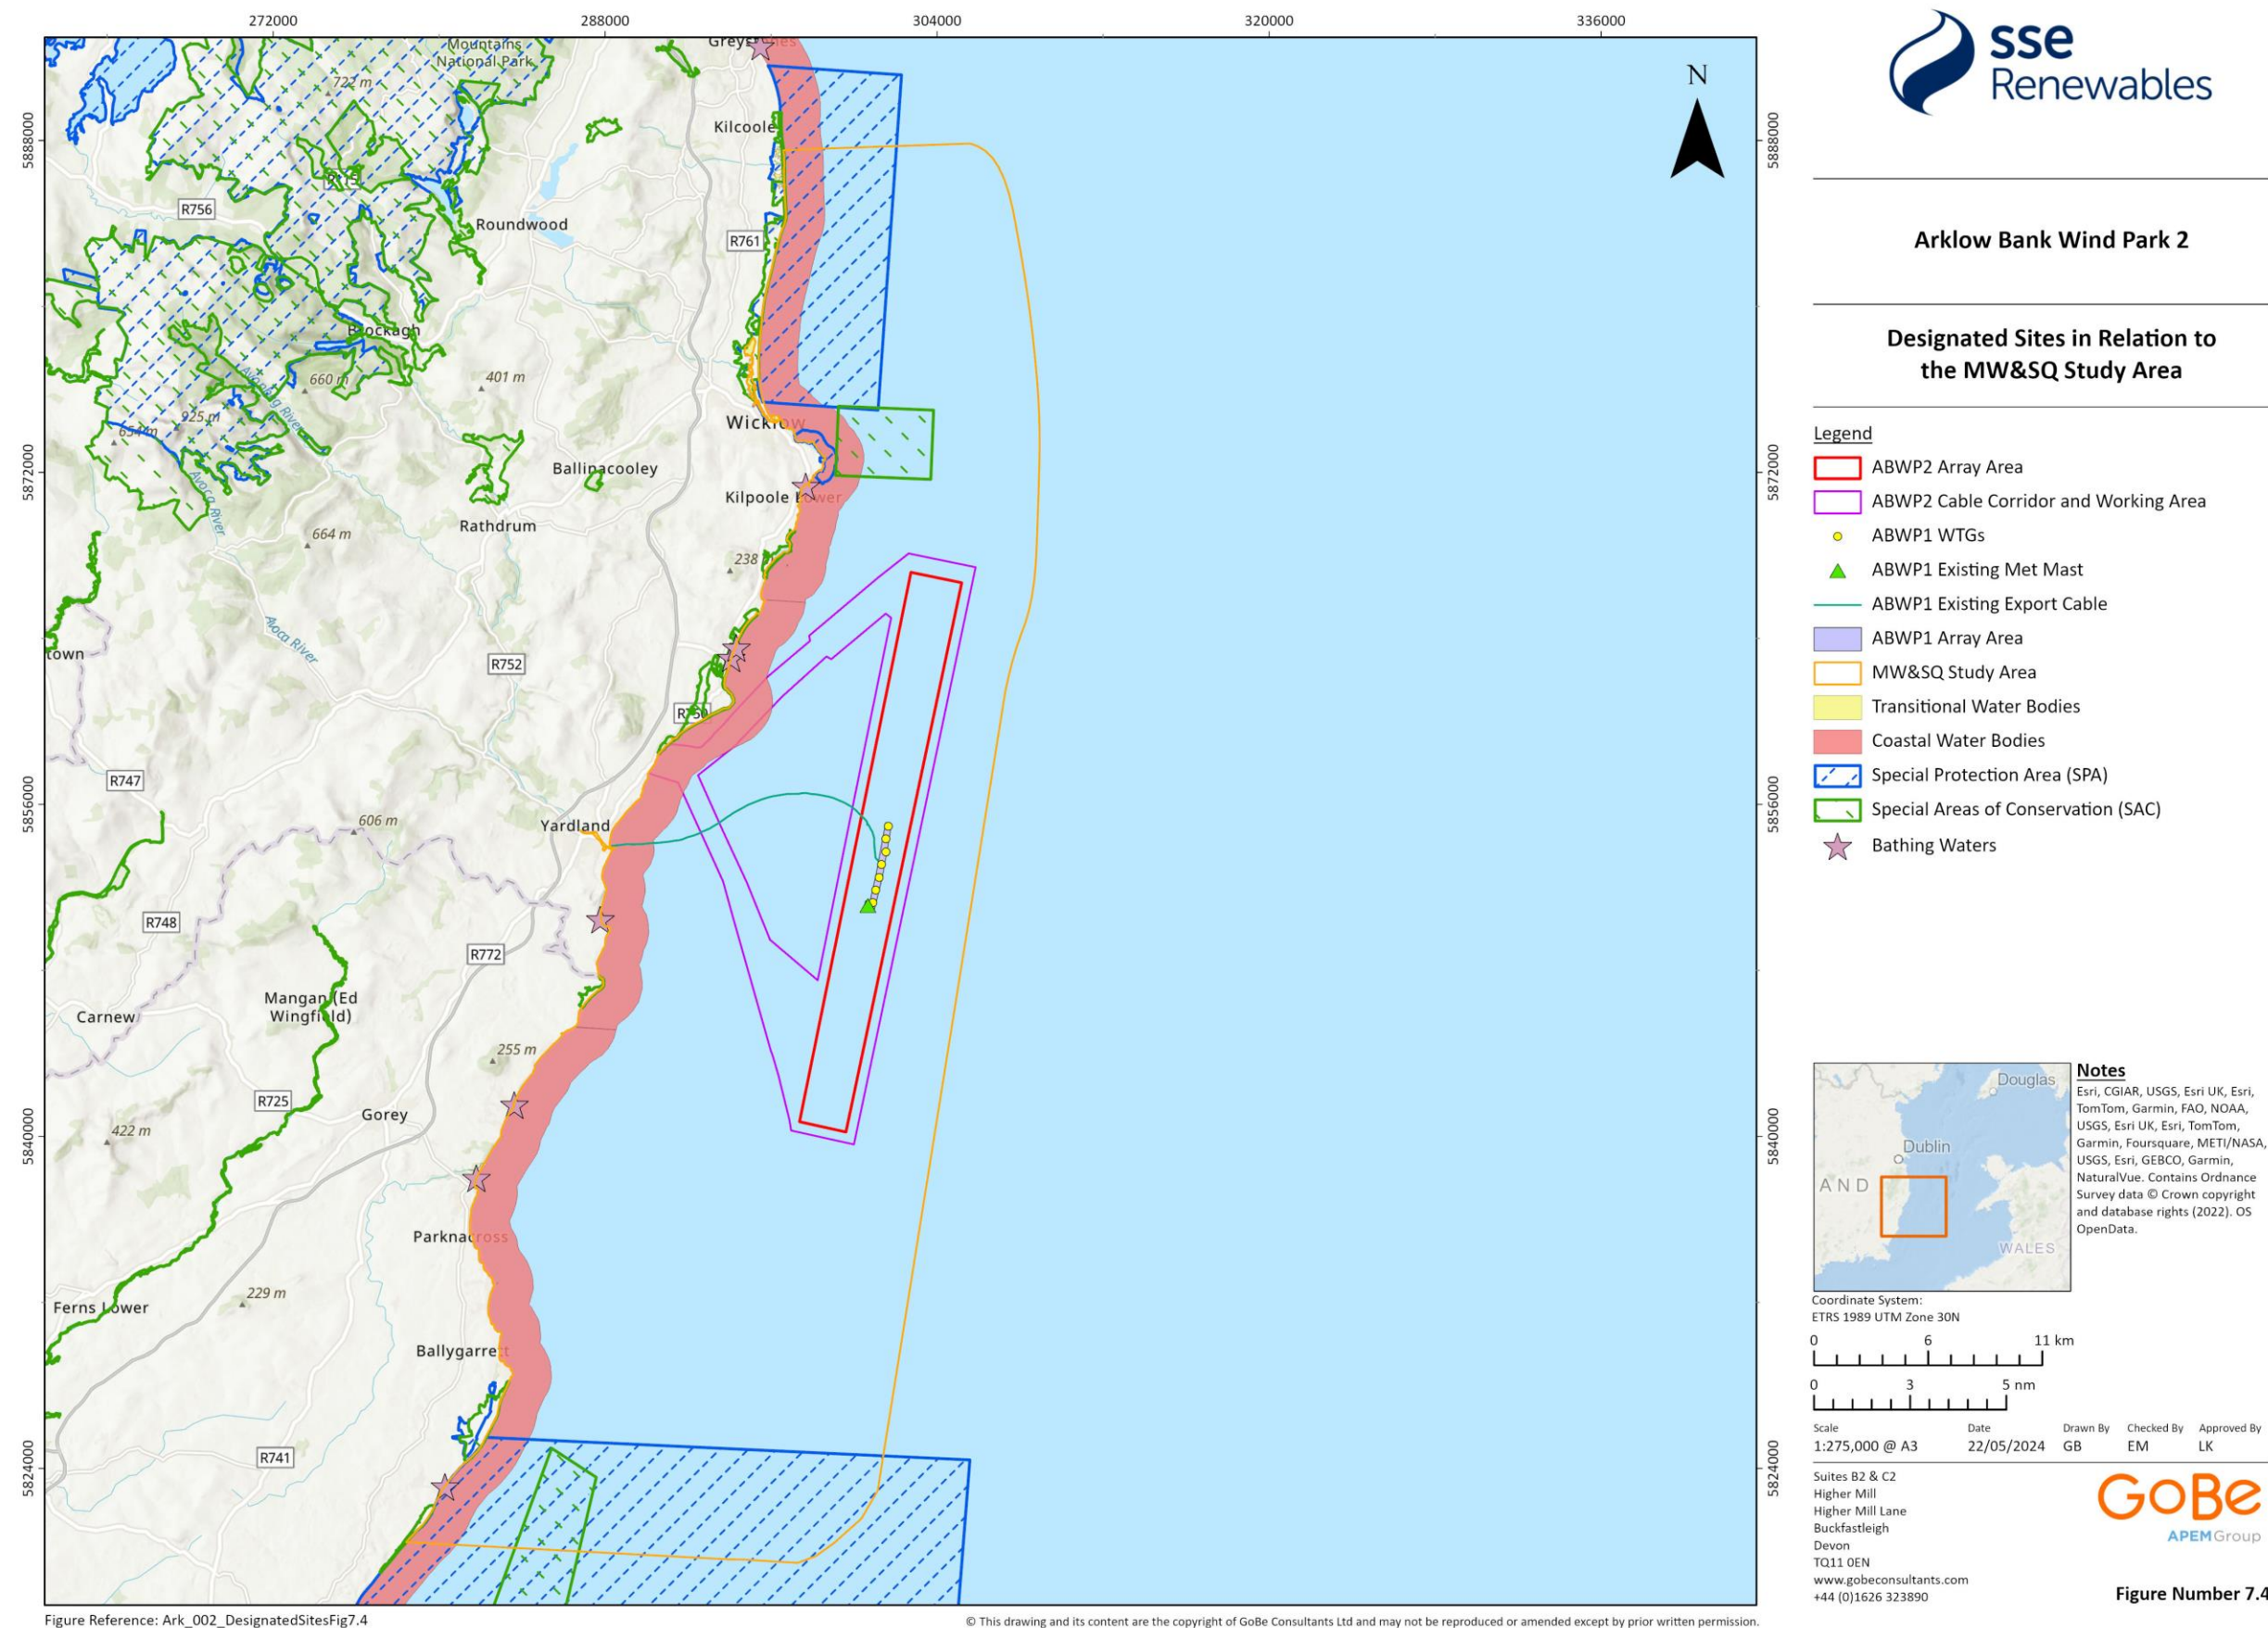 272000 288000 304000 320000 336000
5888000
5872000
5856000
5840000
5824000
5888000
5872000
5856000
5840000
5824000
Mountains
National Park
722 m
Kilcoole
R756
Roundwood
R761
Brockagh
Avonbeg River
660 m
401 m
925 m
Wicklow
Avoca River
Ballinacooley
Kilpoole Lower
Rathdrum
664 m
238
Avoca River
town
R752
R750
R747
606 m
Yardland
R748
R772
Mangan (Ed
Wingfield)
Carnew
255 m
R725
Gorey
422 m
Parknacross
229 m
Ferns Lower
Ballygarrett
R741
N
sse
Renewables
Arklow Bank Wind Park 2
Designated Sites in Relation to
the MW&SQ Study Area
Legend
ABWP2 Array Area
ABWP2 Cable Corridor and Working Area
ABWP1 WTGs
ABWP1 Existing Met Mast
ABWP1 Existing Export Cable
ABWP1 Array Area
MW&SQ Study Area
Transitional Water Bodies
Coastal Water Bodies
Special Protection Area (SPA)
Special Areas of Conservation (SAC)
Bathing Waters
Douglas
Dublin
AND
WALES
Notes
Esri, CGIAR, USGS, Esri UK, Esri,
TomTom, Garmin, FAO, NOAA,
USGS, Esri UK, Esri, TomTom,
Garmin, Foursquare, METI/NASA,
USGS, Esri, GEBCO, Garmin,
NaturalVue. Contains Ordnance
Survey data © Crown copyright
and database rights (2022). OS
OpenData.
Coordinate System:
ETRS 1989 UTM Zone 30N
0 6 11 km
0 3 5 nm
Scale Date Drawn By Checked By Approved By
1:275,000 @ A3 22/05/2024 GB EM LK
Suites B2 & C2
Higher Mill
Higher Mill Lane
Buckfastleigh
Devon
TQ11 0EN
www.gobeconsultants.com
+44 (0)1626 323890
GoBe
APEMGroup
Figure Number 7.4
Figure Reference: Ark_002_DesignatedSitesFig7.4
© This drawing and its content are the copyright of GoBe Consultants Ltd and may not be reproduced or amended except by prior written permission.